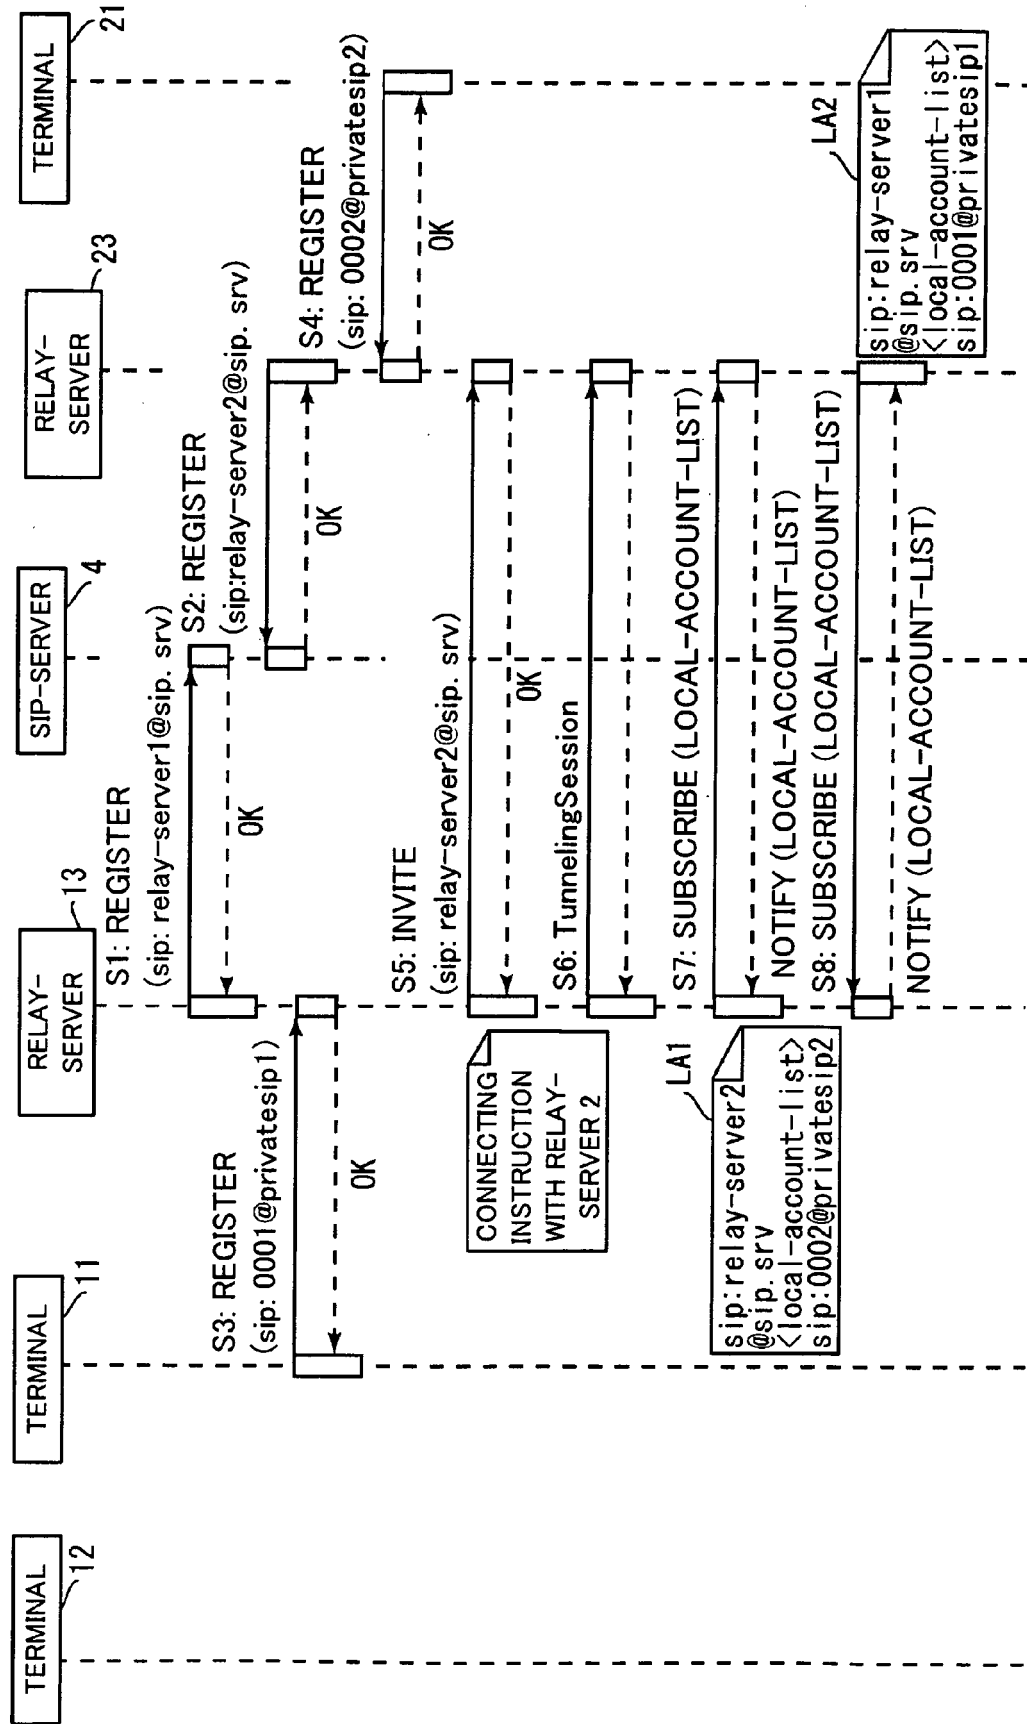 TERMINAL
12
TERMINAL
11
RELAY-
SERVER
13
SIP-SERVER
4
RELAY-
SERVER
23
TERMINAL
21
S1: REGISTER
(sip: relay-server1@sip. srv)
OK
S2: REGISTER
(sip:relay-server2@sip. srv)
OK
S3: REGISTER
(sip: 0001@privatesip1)
OK
S4: REGISTER
(sip: 0002@privatesip2)
OK
CONNECTING
INSTRUCTION
WITH RELAY-
SERVER 2
S5: INVITE
(sip: relay-server2@sip. srv)
OK
S6: TunnelingSession
S7: SUBSCRIBE (LOCAL-ACCOUNT-LIST)
NOTIFY (LOCAL-ACCOUNT-LIST)
LA1
sip:relay-server2
@sip.srv
<local-account-list>
sip:0002@privatesip2
S8: SUBSCRIBE (LOCAL-ACCOUNT-LIST)
NOTIFY (LOCAL-ACCOUNT-LIST)
LA2
sip:relay-server1
@sip.srv
<local-account-list>
sip:0001@privatesip1